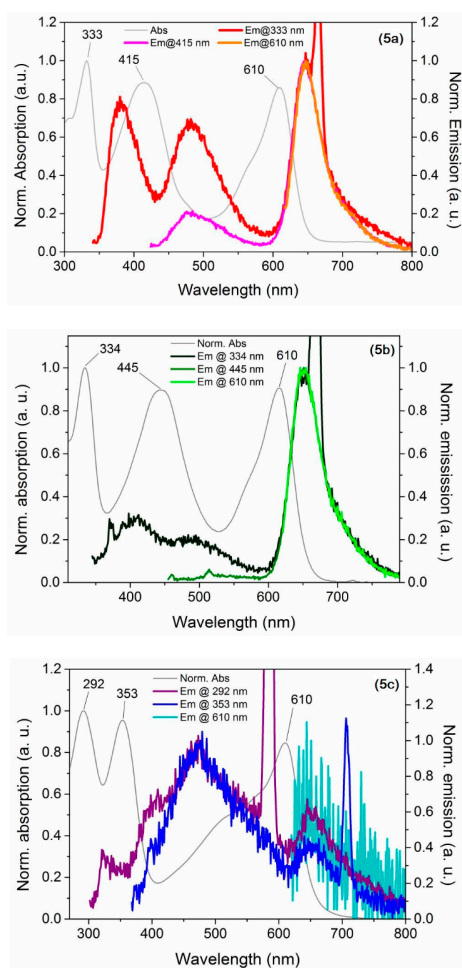 Abs Em@333 nm
Em@415 nm Em@610 nm
(5a)
333
415
610
1.2 1.2
1.0 1.0
0.8 0.8
0.6 0.6
0.4 0.4
0.2 0.2
0.0 0.0
Norm. Absorption (a.u.)
Norm. Emission (a. u.)
300 400 500 600 700 800
Wavelength (nm)
Norm. Abs
Em @ 334 nm
Em @ 445 nm
Em @ 610 nm
(5b)
334
445
610
1.0 1.0
0.8 0.8
0.6 0.6
0.4 0.4
0.2 0.2
0.0 0.0
Norm. absorption (a. u.)
Norm. emisssion (a. u.)
400 500 600 700
Wavelength (nm)
Norm. Abs
Em @ 292 nm
Em @ 353 nm
Em @ 610 nm
(5c)
292
353
610
1.2 1.4
1.0 1.2
0.8 1.0
0.6 0.8
0.4 0.6
0.2 0.4
0.0 0.2
0.0
Norm. absorption (a. u.)
Norm. emission (a. u.)
300 400 500 600 700 800
Wavelength (nm)